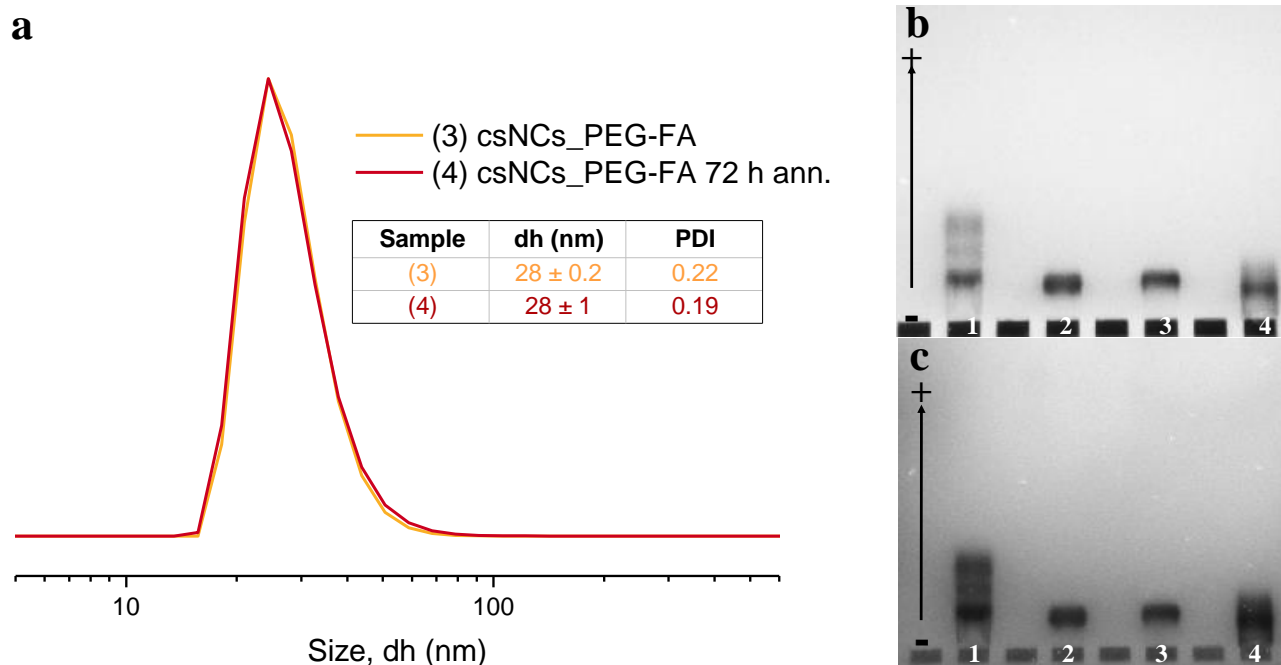 a
(3) csNCs_PEG-FA
(4) csNCs_PEG-FA 72 h ann.
Sample dh (nm) PDI
(3) 28 ± 0.2 0.22
(4) 28 ± 1 0.19
10 100
Size, dh (nm)
b
+
-
1 2 3 4
c
+
-
1 2 3 4